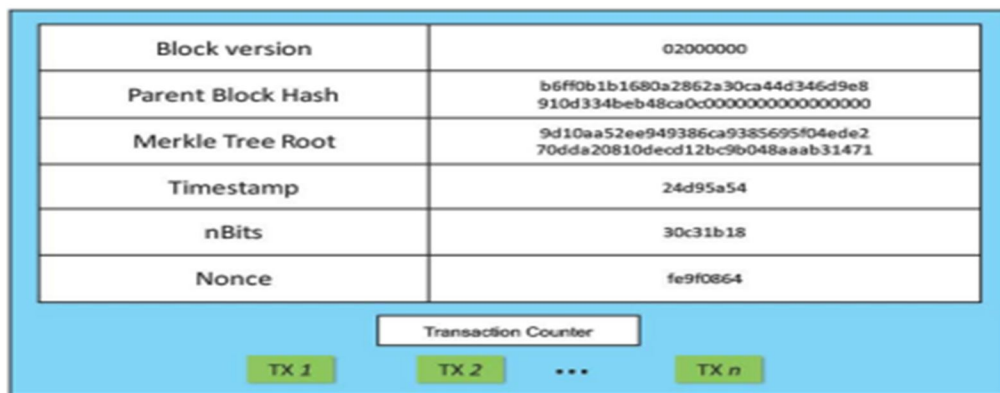 Block version 02000000
Parent Block Hash b6ff0b1b1680a2862a30ca44d346d9e8
910d334beb48ca0c0000000000000000
Merkle Tree Root 9d10aa52ee949386ca9385695f04ede2
70dda20810decd12bc9b048aaab31471
Timestamp 24d95a54
nBits 30c31b18
Nonce fe9f0864
Transaction Counter
TX 1 TX 2 ••• TX n